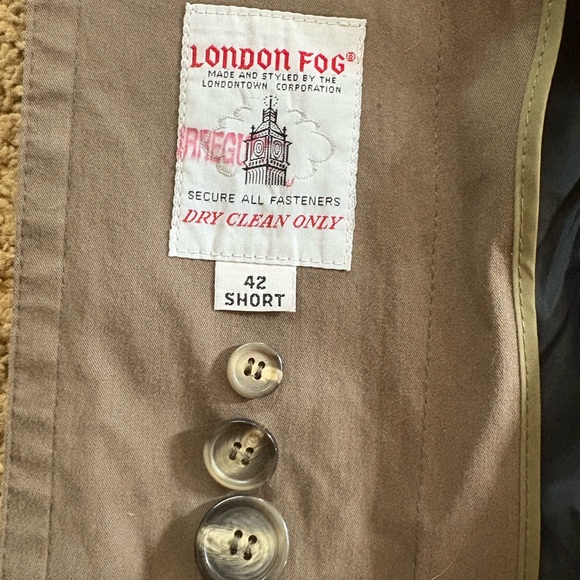 LONDON FOG®
MADE AND STYLED BY THE
LONDONTOWN CORPORATION
SECURE ALL FASTENERS
DRY CLEAN ONLY
42
SHORT